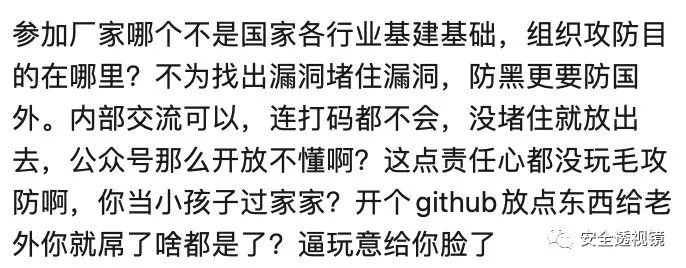 参加厂家哪个不是国家各行业基建基础，组织攻防目
的在哪里？不为找出漏洞堵住漏洞，防黑更要防国
外。内部交流可以，连打码都不会，没堵住就放出
去，公众号那么开放不懂啊？这点责任心都没玩毛攻
防啊，你当小孩子过家家？开个github放点东西给老
外你就屌了啥都是了？逼玩意给你脸了
安全透视镜